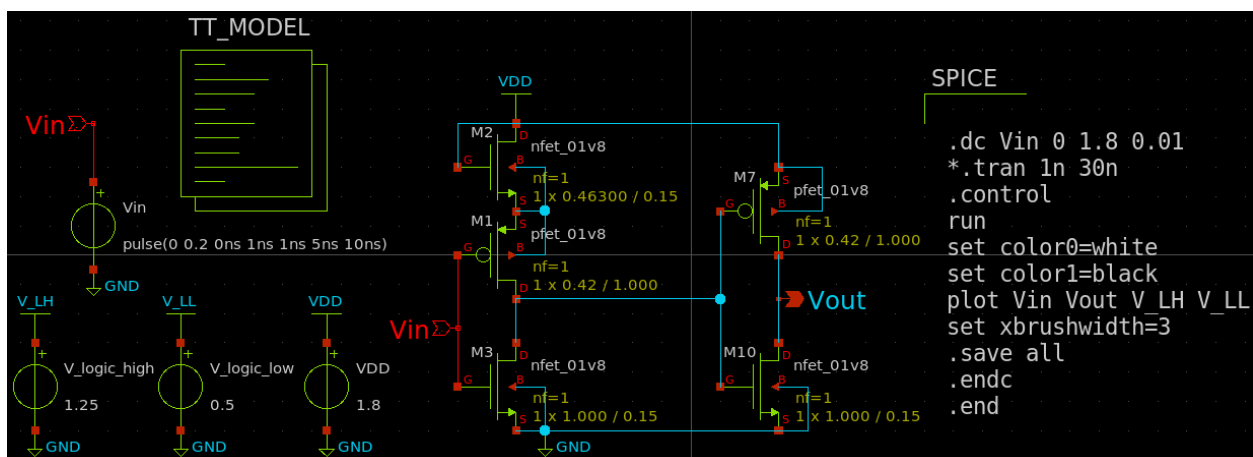 TT_MODEL
Vin
Vin
pulse(0 0.2 0ns 1ns 1ns 5ns 10ns)
GND
V_LH
V_logic_high
1.25
GND
V_LL
V_logic_low
0.5
GND
VDD
VDD
1.8
GND
VDD
M2
D
G
B
S
nfet_01v8
nf=1
1 x 0.46300 / 0.15
M1
S
G
B
D
pfet_01v8
nf=1
1 x 0.42 / 1.000
Vin
M3
D
G
B
S
nfet_01v8
nf=1
1 x 1.000 / 0.15
GND
M7
S
G
B
D
pfet_01v8
nf=1
1 x 0.42 / 1.000
Vout
M10
D
G
B
S
nfet_01v8
nf=1
1 x 1.000 / 0.15
SPICE
.dc Vin 0 1.8 0.01
*.tran 1n 30n
.control
run
set color0=white
set color1=black
plot Vin Vout V_LH V_LL
set xbrushwidth=3
.save all
.endc
.end